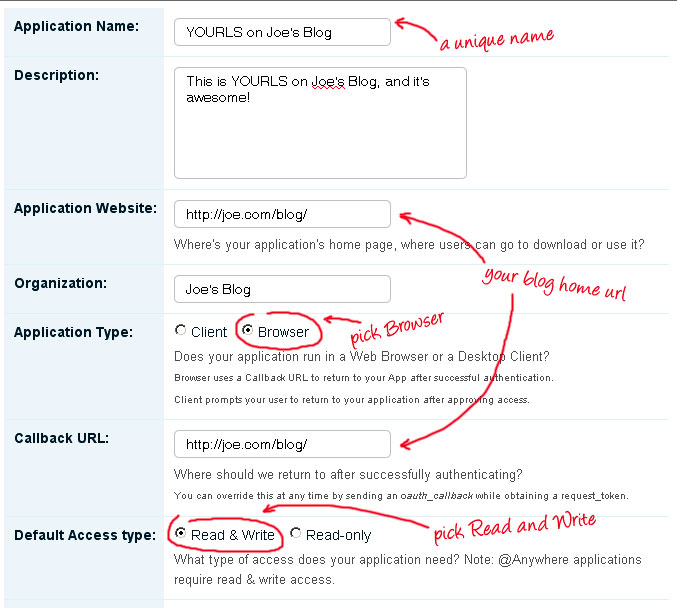 Application Name:
YOURLS on Joe's Blog
a unique name
Description:
This is YOURLS on Joe's Blog, and it's
awesome!
Application Website:
http://joe.com/blog/
Where's your application's home page, where users can go to download or use it?
your blog home url
Organization:
Joe's Blog
Application Type:
Client Browser
pick Browser
Does your application run in a Web Browser or a Desktop Client?
Browser uses a Callback URL to return to your App after successful authentication.
Client prompts your user to return to your application after approving access.
Callback URL:
http://joe.com/blog/
Where should we return to after successfully authenticating?
You can override this at any time by sending an oauth_callback while obtaining a request_token.
Default Access type:
Read & Write Read-only
pick Read and Write
What type of access does your application need? Note: @Anywhere applications
require read & write access.